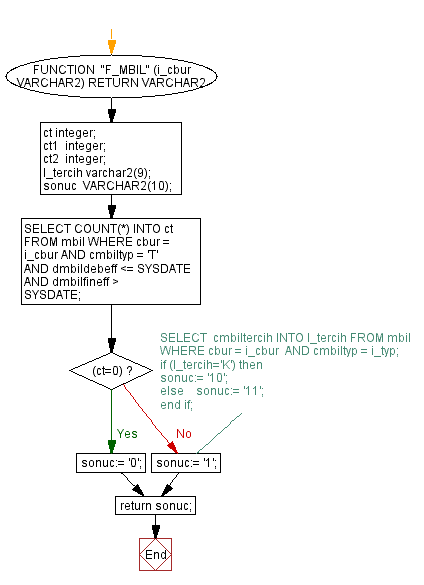 FUNCTION "F_MBIL" (i_cbur
VARCHAR2) RETURN VARCHAR2
ct integer;
ct1 integer;
ct2 integer;
l_tercih varchar2(9);
sonuc VARCHAR2(10);
SELECT COUNT(*) INTO ct
FROM mbil WHERE cbur =
i_cbur AND cmbiltyp = 'T'
AND dmbildebeff <= SYSDATE
AND dmbilfineff >
SYSDATE;
SELECT cmbiltercih INTO l_tercih FROM mbil
WHERE cbur = i_cbur AND cmbiltyp = i_typ;
if (l_tercih='K') then
sonuc:= '10';
else sonuc:= '11';
end if;
(ct=0) ?
Yes
No
sonuc:= '0';
sonuc:= '1';
return sonuc;
End